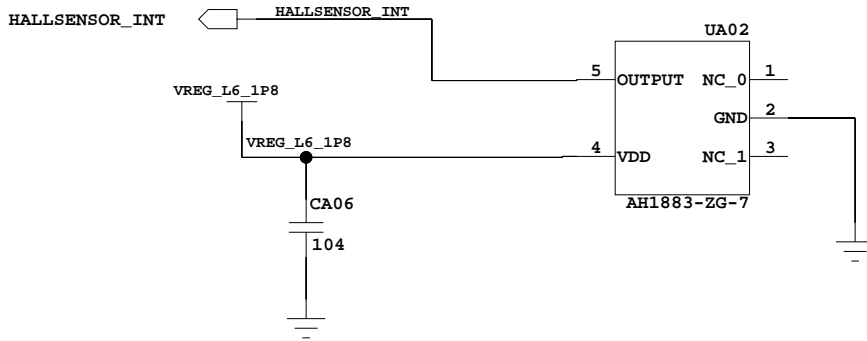 HALLSENSOR_INT
HALLSENSOR_INT
UA02
5 OUTPUT NC_0 1
VREG_L6_1P8
GND 2
VREG_L6_1P8
4 VDD NC_1 3
CA06
AH1883-ZG-7
104